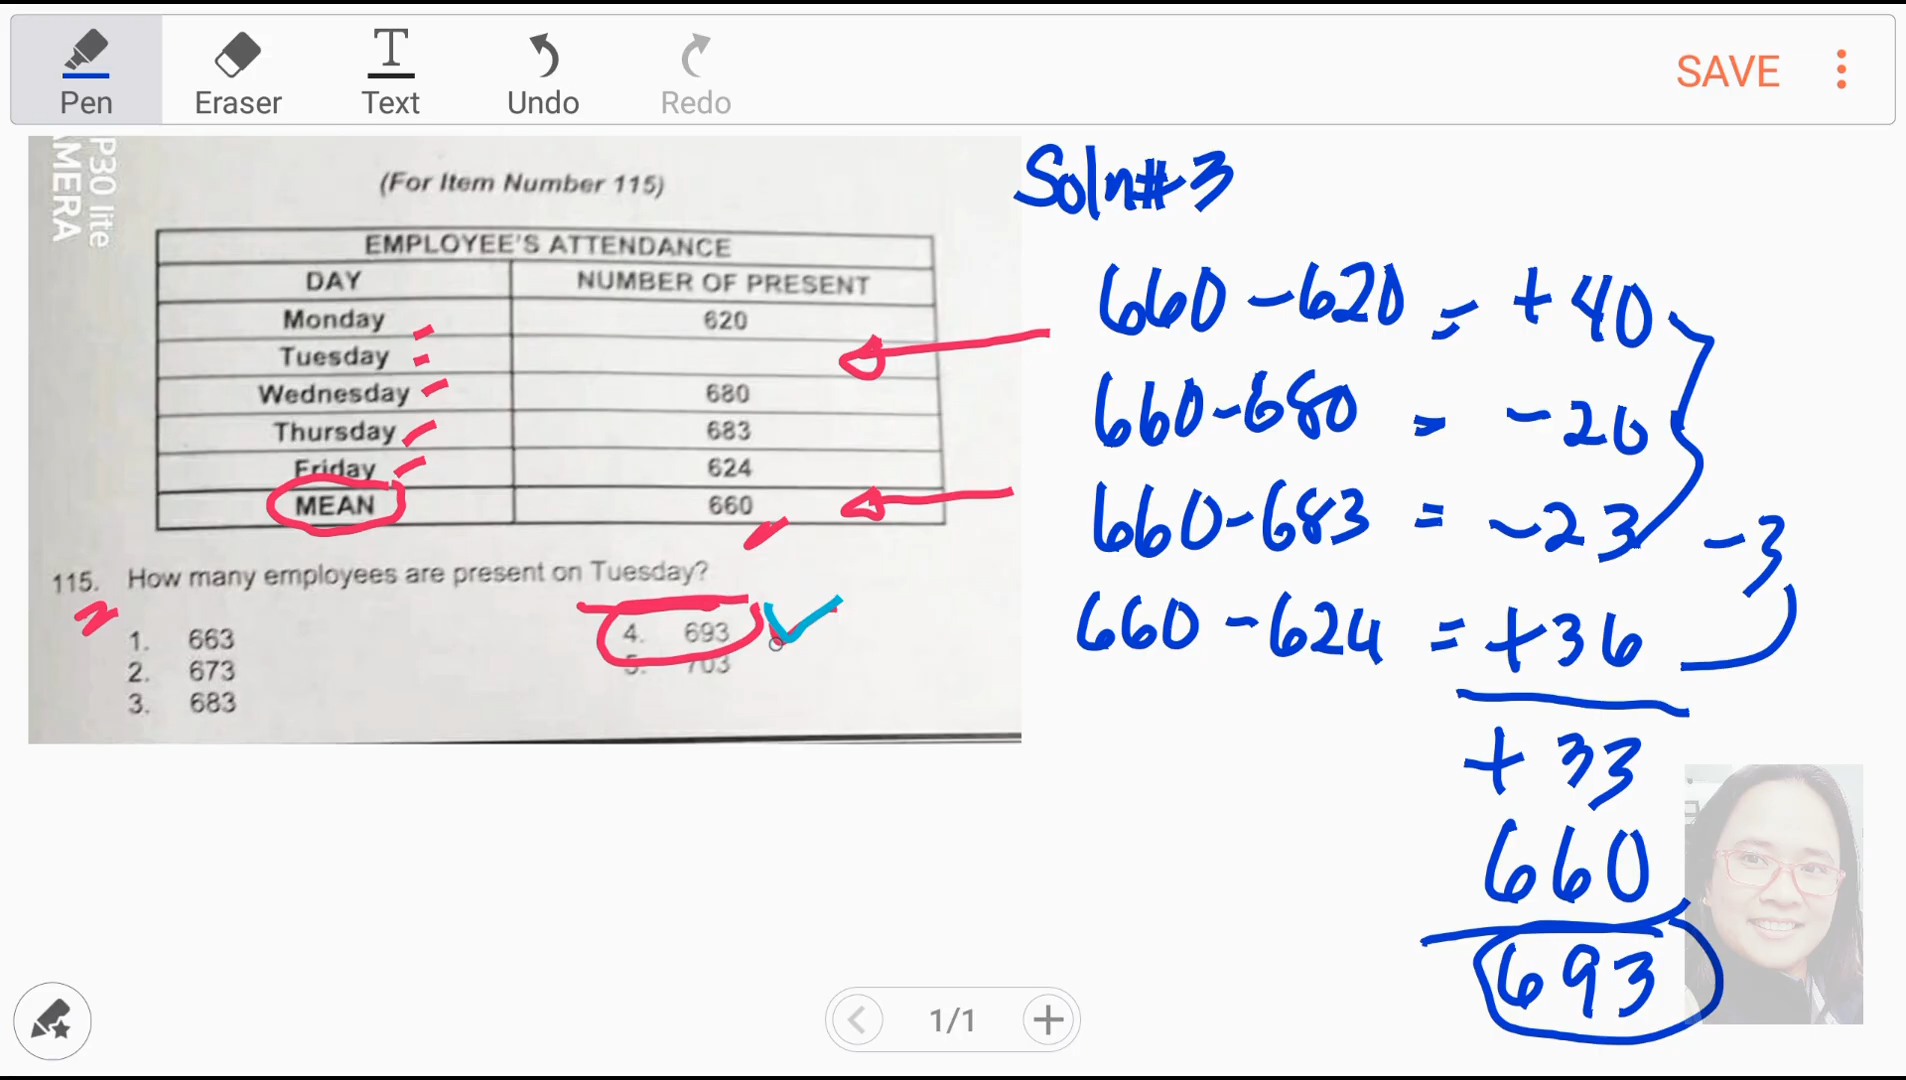 Pen
Eraser
Text
Undo
Redo
SAVE
P30 lite
MERA
(For Item Number 115)
EMPLOYEE'S ATTENDANCE
DAY NUMBER OF PRESENT
Monday 620
Tuesday
Wednesday 680
Thursday 683
Friday 624
MEAN 660
115. How many employees are present on Tuesday?
1. 663
2. 673
3. 683
4. 693
5. 703
Soln#3
660 - 620 = + 40
660 - 680 = - 20
660 - 683 = - 23
- 3
660 - 624 = + 36
+ 33
660
693
1/1